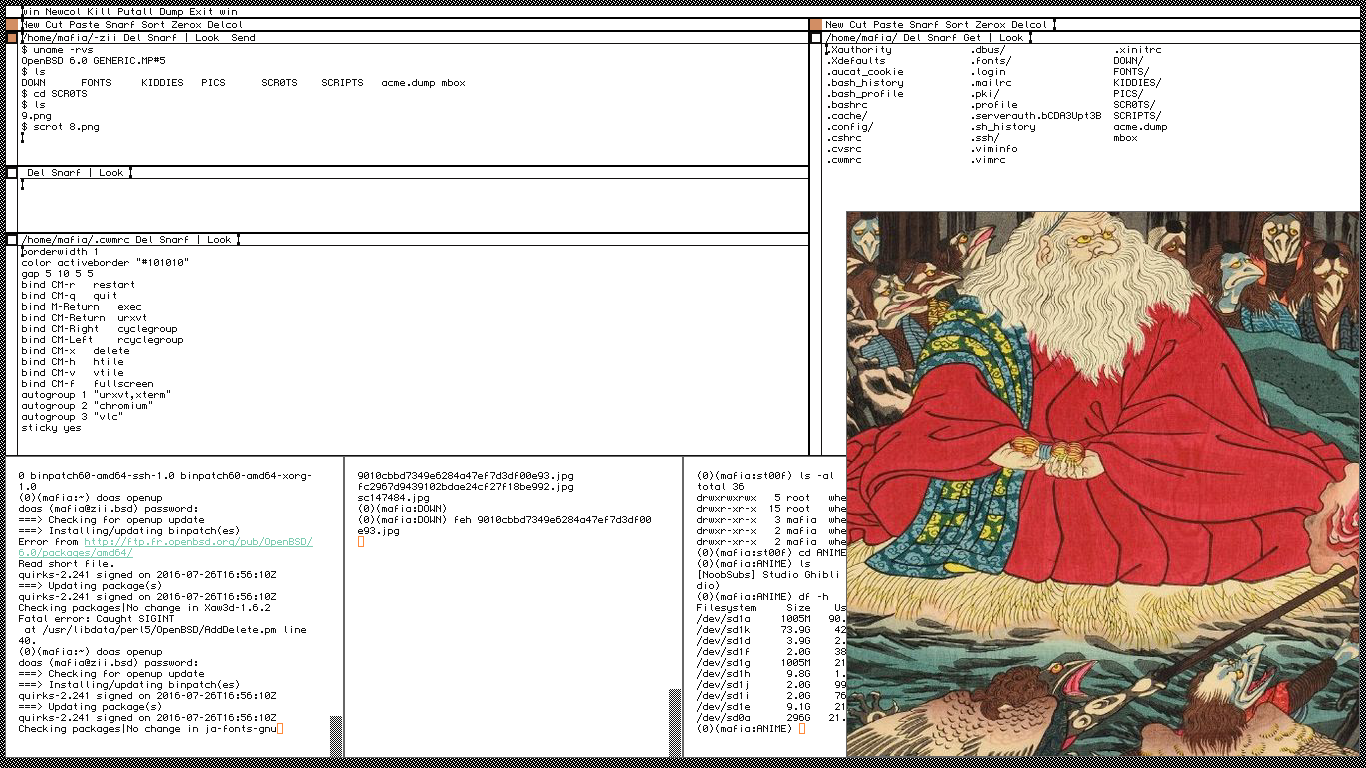 win Newcol Kill Putall Dump Exit win
New Cut Paste Snarf Sort Zerox Delcol
/home/mafia/-zii Del Snarf | Look  Send
$ uname -rvs
OpenBSD 6.0 GENERIC.MP#5
$ ls
DOWN FONTS KIDDIES PICS SCR0TS SCRIPTS acme.dump mbox
$ cd SCR0TS
$ ls
9.png
$ scrot 8.png
Del Snarf | Look
/home/mafia/.cwmrc Del Snarf | Look
borderwidth 1
color activeborder "#101010"
gap 5 10 5 5
bind CM-r restart
bind CM-q quit
bind M-Return exec
bind CM-Return urxvt
bind CM-Right cyclegroup
bind CM-Left rcyclegroup
bind CM-x delete
bind CM-h htile
bind CM-v vtile
bind CM-f fullscreen
autogroup 1 "urxvt,xterm"
autogroup 2 "chromium"
autogroup 3 "vlc"
sticky yes
New Cut Paste Snarf Sort Zerox Delcol
/home/mafia/ Del Snarf Get | Look
.Xauthority .dbus/ .xinitrc
.Xdefaults .fonts/ DOWN/
.aucat_cookie .login FONTS/
.bash_history .mailrc KIDDIES/
.bash_profile .pki/ PICS/
.bashrc .profile SCR0TS/
.cache/ .serverauth.bCDA3Upt3B SCRIPTS/
.config/ .sh_history acme.dump
.cshrc .ssh/ mbox
.cvsrc .viminfo
.cwmrc .vimrc
0 binpatch60-amd64-ssh-1.0 binpatch60-amd64-xorg-
1.0
(0)(mafia:~) doas openup
doas (mafia@zii.bsd) password:
===> Checking for openup update
===> Installing/updating binpatch(es)
Error from http://ftp.fr.openbsd.org/pub/OpenBSD/
6.0/packages/amd64/
Read short file.
quirks-2.241 signed on 2016-07-26T16:56:10Z
===> Updating package(s)
quirks-2.241 signed on 2016-07-26T16:56:10Z
Checking packages|No change in Xaw3d-1.6.2
Fatal error: Caught SIGINT
at /usr/libdata/perl5/OpenBSD/AddDelete.pm line
40.
(0)(mafia:~) doas openup
doas (mafia@zii.bsd) password:
===> Checking for openup update
===> Installing/updating binpatch(es)
quirks-2.241 signed on 2016-07-26T16:56:10Z
===> Updating package(s)
quirks-2.241 signed on 2016-07-26T16:56:10Z
Checking packages|No change in ja-fonts-gnu
9010cbbd7349e6284a47ef7d3df00e93.jpg
fc2967d9439102bdae24cf27f18be992.jpg
sc147484.jpg
(0)(mafia:DOWN)
(0)(mafia:DOWN) feh 9010cbbd7349e6284a47ef7d3df00
e93.jpg
(0)(mafia:st00f) ls -al
total 36
drwxrwxrwx 5 root whe
drwxr-xr-x 15 root whe
drwxr-xr-x 3 mafia whe
drwxr-xr-x 2 mafia whe
drwxr-xr-x 2 mafia whe
(0)(mafia:st00f) cd ANIME
(0)(mafia:ANIME) ls
[NoobSubs] Studio Ghibli
dio)
(0)(mafia:ANIME) df -h
Filesystem Size Us
/dev/sd1a 1005M 90.
/dev/sd1k 73.9G 42
/dev/sd1d 3.9G 2.
/dev/sd1f 2.0G 38
/dev/sd1g 1005M 21
/dev/sd1h 9.8G 1.
/dev/sd1j 2.0G 99
/dev/sd1i 2.0G 76
/dev/sd1e 9.1G 21
/dev/sd0a 296G 21.
(0)(mafia:ANIME)